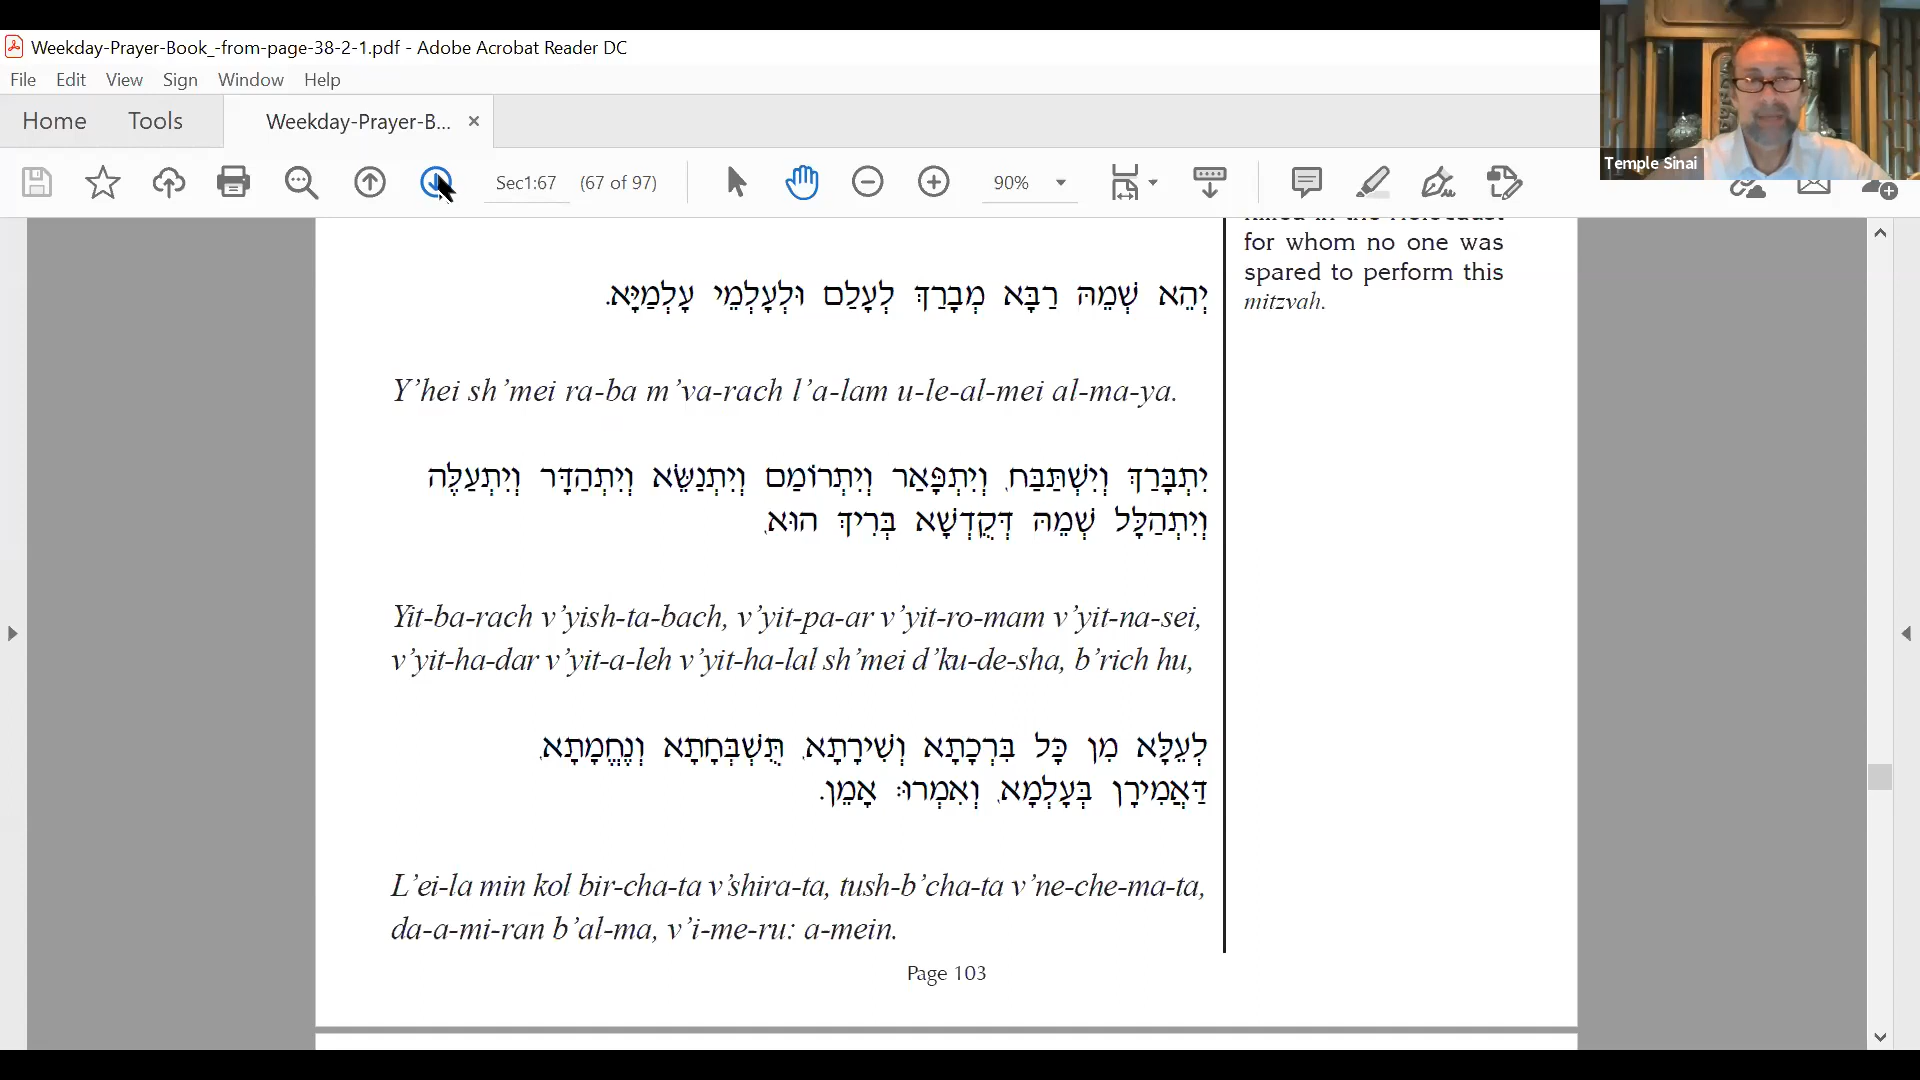 Weekday-Prayer-Book_-from-page-38-2-1.pdf - Adobe Acrobat Reader DC
File Edit View Sign Window Help
Home Tools Weekday-Prayer-B... ×
Sec1:67 (67 of 97) 90%
Temple Sinai
for whom no one was
spared to perform this
mitzvah.
יְהֵא שְׁמֵהּ רַבָּא מְבָרַךְ לְעָלַם וּלְעָלְמֵי עָלְמַיָּא.
Y’hei sh’mei ra-ba m’va-rach l’a-lam u-le-al-mei al-ma-ya.
יִתְבָּרַךְ וְיִשְׁתַּבַּח, וְיִתְפָּאַר וְיִתְרוֹמַם וְיִתְנַשֵּׂא וְיִתְהַדָּר וְיִתְעַלֶּה
וְיִתְהַלָּל שְׁמֵהּ דְּקֻדְשָׁא בְּרִיךְ הוּא,
Yit-ba-rach v’yish-ta-bach, v’yit-pa-ar v’yit-ro-mam v’yit-na-sei,
v’yit-ha-dar v’yit-a-leh v’yit-ha-lal sh’mei d’ku-de-sha, b’rich hu,
לְעֵלָּא מִן כָּל בִּרְכָתָא וְשִׁירָתָא, תֻּשְׁבְּחָתָא וְנֶחֱמָתָא,
דַּאֲמִירָן בְּעָלְמָא, וְאִמְרוּ: אָמֵן.
L’ei-la min kol bir-cha-ta v’shira-ta, tush-b’cha-ta v’ne-che-ma-ta,
da-a-mi-ran b’al-ma, v’i-me-ru: a-mein.
Page 103